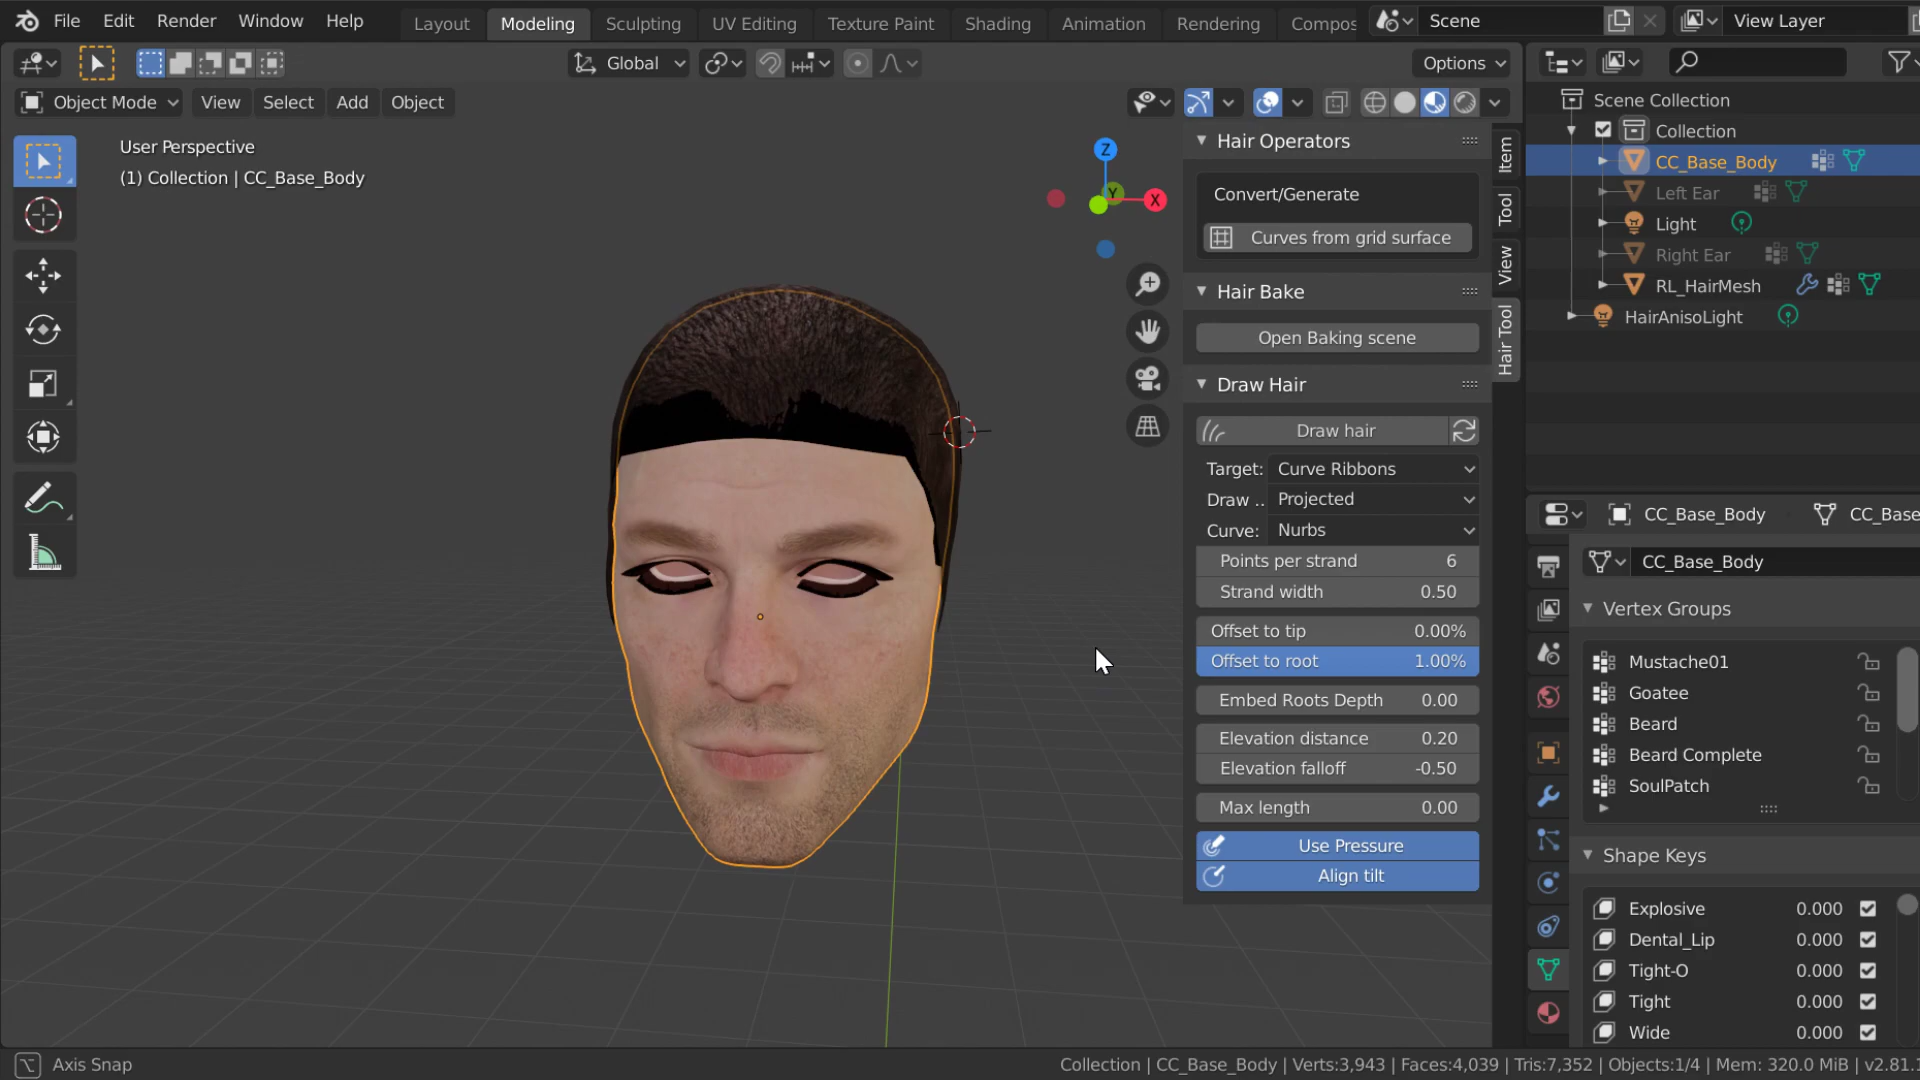 File Edit Render Window Help Layout Modeling Sculpting UV Editing Texture Paint Shading Animation Rendering Compos Scene View Layer
Global Options
Object Mode View Select Add Object
User Perspective
(1) Collection | CC_Base_Body
Z
Y
X
Hair Operators
Convert/Generate
Curves from grid surface
Hair Bake
Open Baking scene
Draw Hair
Draw hair
Target: Curve Ribbons
Draw .. Projected
Curve: Nurbs
Points per strand 6
Strand width 0.50
Offset to tip 0.00%
Offset to root 1.00%
Embed Roots Depth 0.00
Elevation distance 0.20
Elevation falloff -0.50
Max length 0.00
Use Pressure
Align tilt
Item
Tool
View
Hair Tool
Scene Collection
Collection
CC_Base_Body
Left Ear
Light
Right Ear
RL_HairMesh
HairAnisoLight
CC_Base_Body CC_Base
CC_Base_Body
Vertex Groups
Mustache01
Goatee
Beard
Beard Complete
SoulPatch
Shape Keys
Explosive 0.000
Dental_Lip 0.000
Tight-O 0.000
Tight 0.000
Wide 0.000
Axis Snap
Collection | CC_Base_Body | Verts:3,943 | Faces:4,039 | Tris:7,352 | Objects:1/4 | Mem: 320.0 MiB | v2.81.